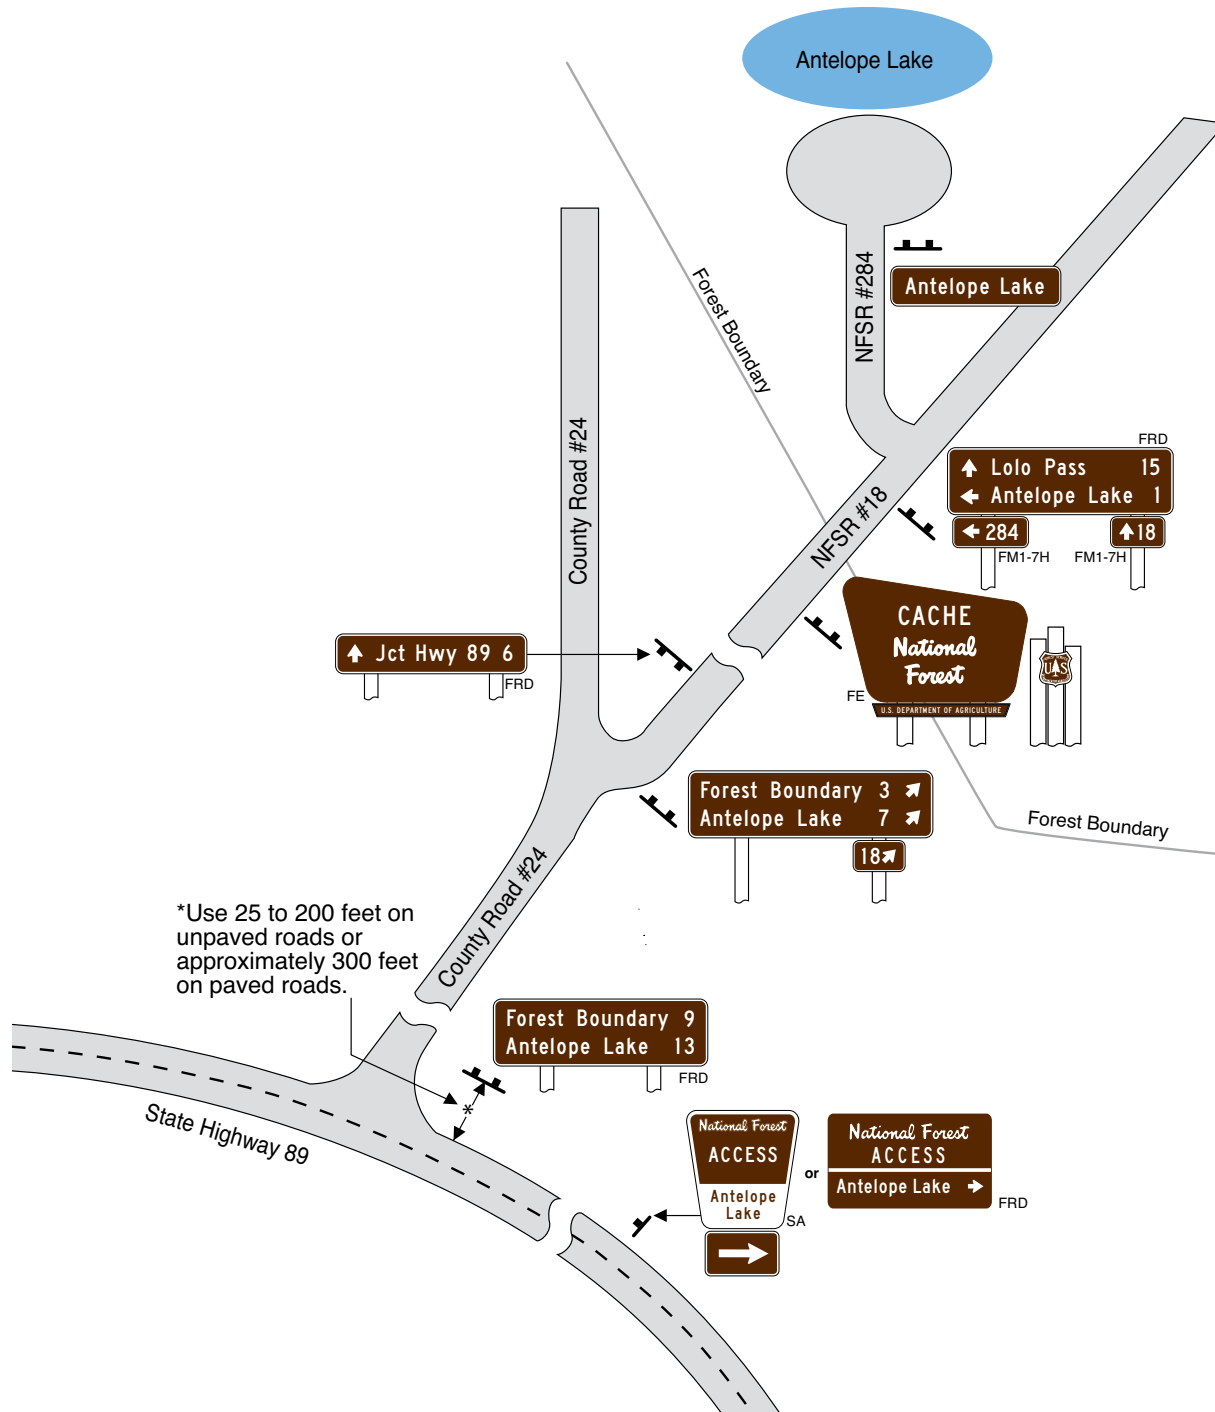 Antelope Lake
Forest Boundary
NFSR #284
Antelope Lake
County Road #24
NFSR #18
FRD
Lolo Pass 15
Antelope Lake 1
284
18
FM1-7H
FM1-7H
CACHE
National
Forest
U.S. DEPARTMENT OF AGRICULTURE
FE
US
Jct Hwy 89 6
FRD
Forest Boundary 3
Antelope Lake 7
18
Forest Boundary
County Road #24
*Use 25 to 200 feet on
unpaved roads or
approximately 300 feet
on paved roads.
Forest Boundary 9
Antelope Lake 13
FRD
*
State Highway 89
National Forest
ACCESS
Antelope
Lake
SA
or
National Forest
ACCESS
Antelope Lake
FRD